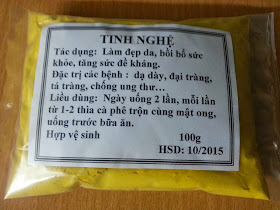 TINH NGHỆ
Tác dụng: Làm đẹp da, bồi bổ sức
khỏe, tăng sức đề kháng.
Đặc trị các bệnh : dạ dày, đại tràng,
tá tràng, chống ung thư…
Liều dùng: Ngày uống 2 lần, mỗi lần
từ 1-2 thìa cà phê trộn cùng mật ong,
uống trước bữa ăn.
Hợp vệ sinh 100g
HSD: 10/2015